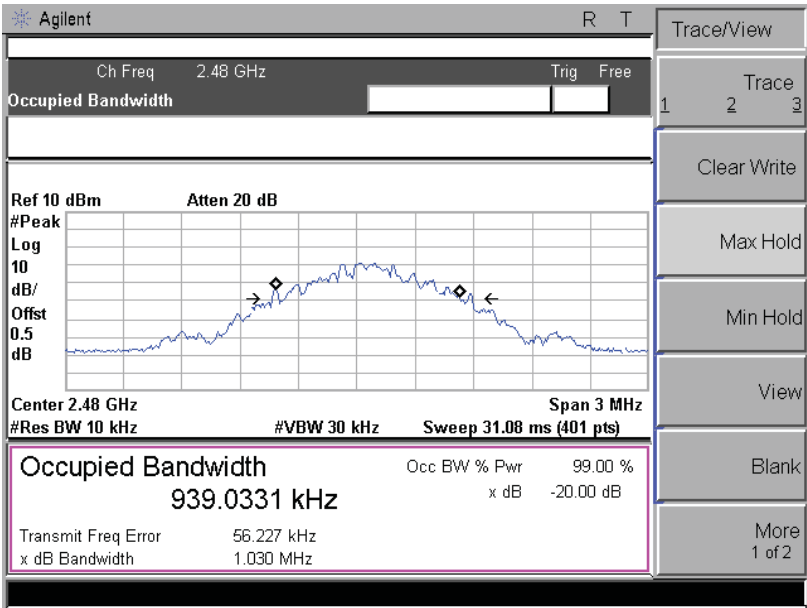 Agilent
R T
Trace/View
Ch Freq 2.48 GHz
Trig Free
Occupied Bandwidth
Trace
1 2 3
Clear Write
Max Hold
Min Hold
View
Blank
More
1 of 2
Ref 10 dBm
Atten 20 dB
#Peak
Log
10
dB/
Offst
0.5
dB
Center 2.48 GHz
Span 3 MHz
#Res BW 10 kHz
#VBW 30 kHz
Sweep 31.08 ms (401 pts)
Occupied Bandwidth
939.0331 kHz
Occ BW % Pwr 99.00 %
x dB -20.00 dB
Transmit Freq Error 56.227 kHz
x dB Bandwidth 1.030 MHz